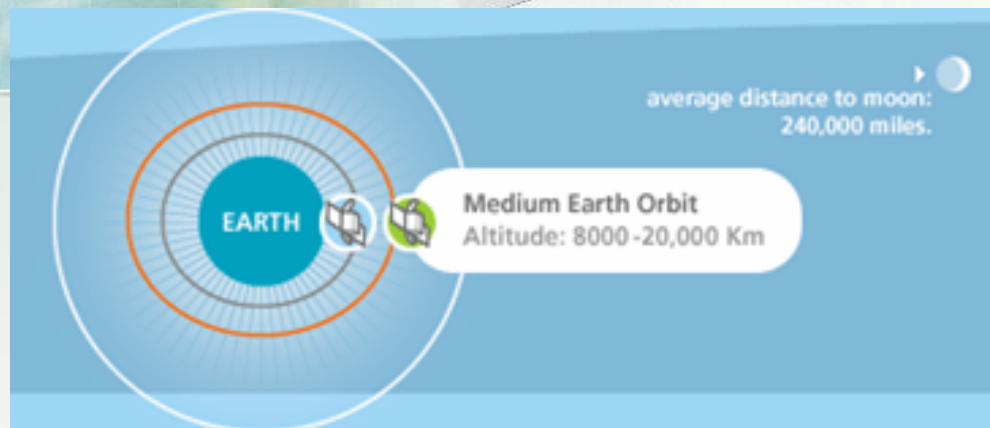 average distance to moon:
240,000 miles.
EARTH
Medium Earth Orbit
Altitude: 8000 -20,000 Km